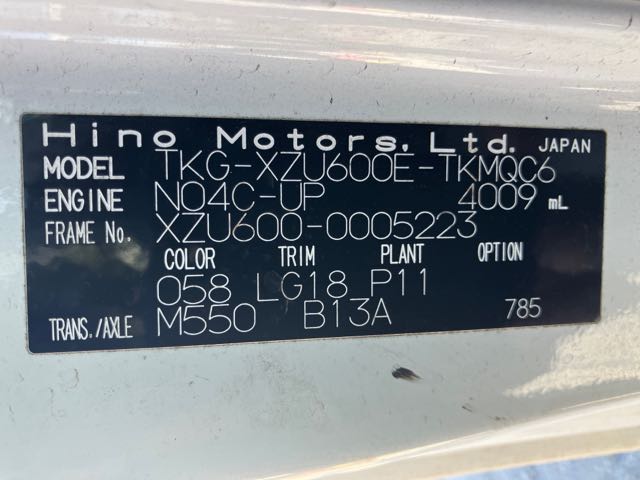 Hino Motors, Ltd. JAPAN
MODEL TKG-XZU600E-TKMQC6
ENGINE N04C-UP 4009 mL
FRAME No. XZU600-0005223
COLOR TRIM PLANT OPTION
058 LG18 P11
TRANS./AXLE M550 B13A 785